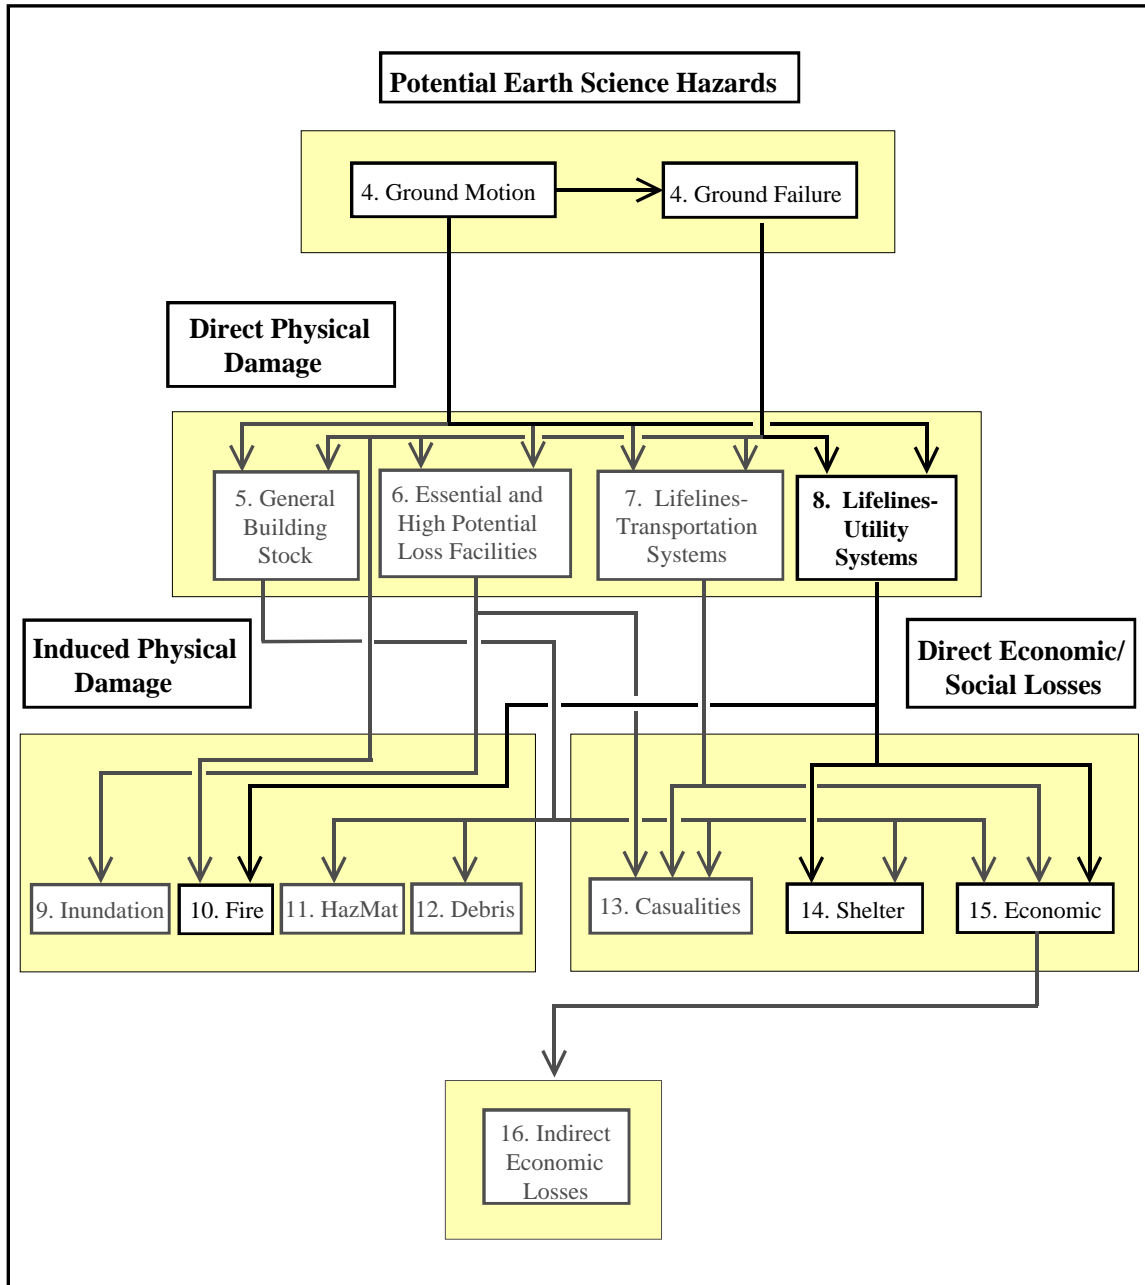 Potential Earth Science Hazards
4. Ground Motion
4. Ground Failure
Direct Physical
Damage
5. General
Building
Stock
6. Essential and
High Potential
Loss Facilities
7. Lifelines-
Transportation
Systems
8. Lifelines-
Utility
Systems
Induced Physical
Damage
Direct Economic/
Social Losses
9. Inundation
10. Fire
11. HazMat
12. Debris
13. Casualities
14. Shelter
15. Economic
16. Indirect
Economic
Losses